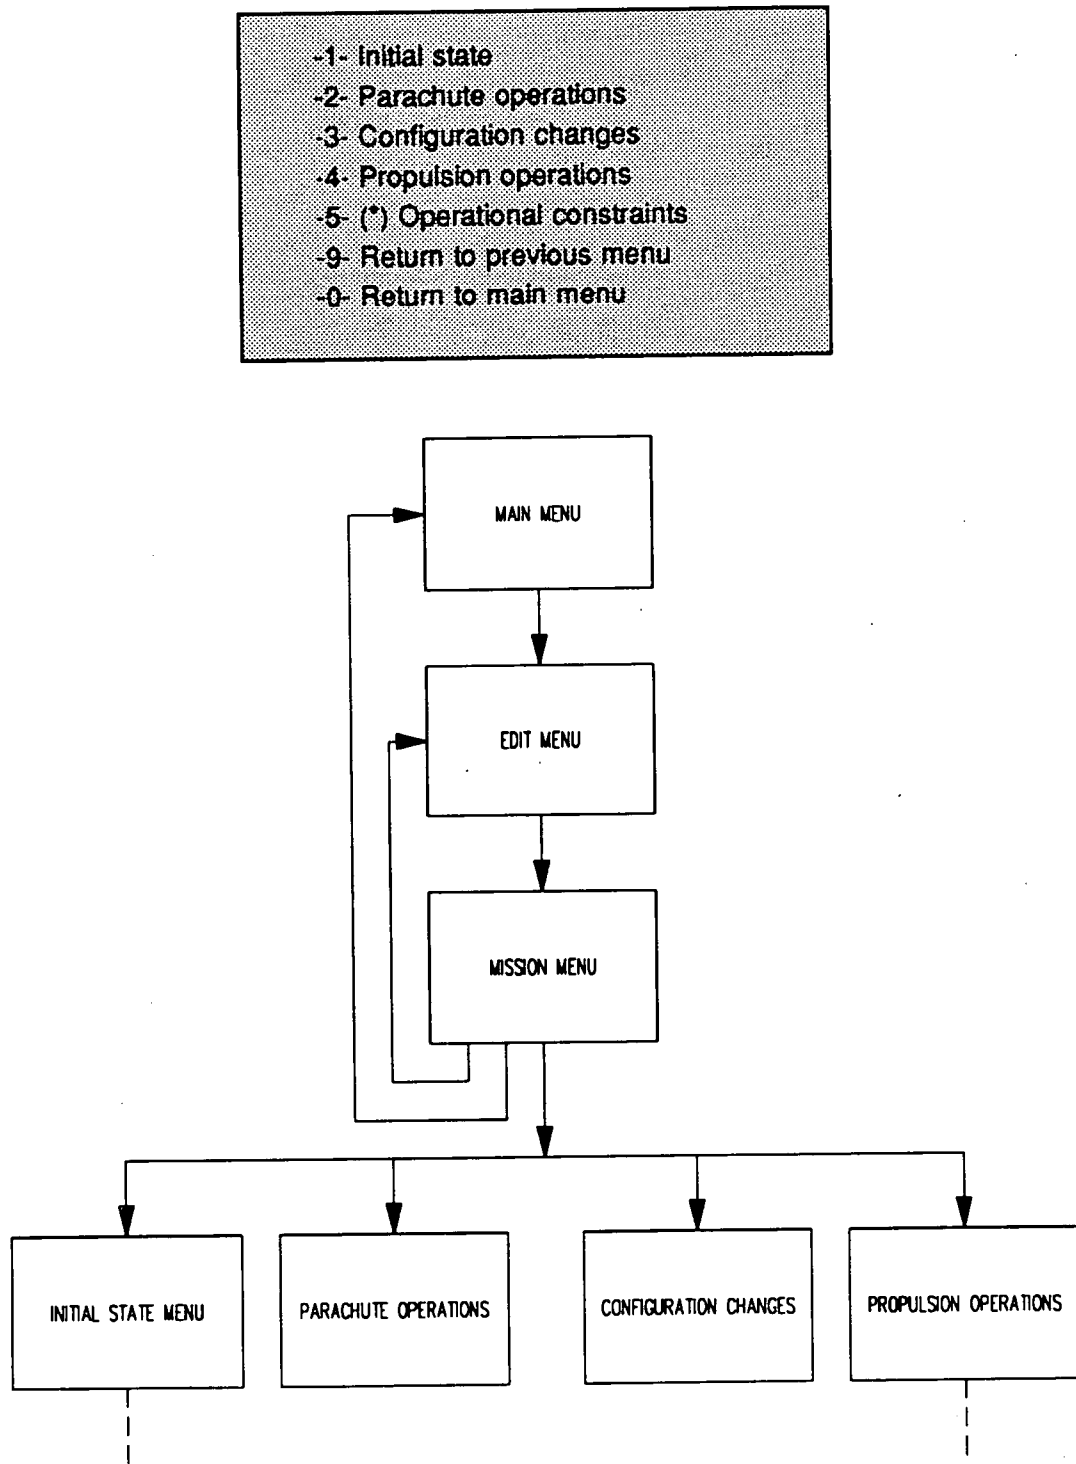 -1- Initial state
-2- Parachute operations
-3- Configuration changes
-4- Propulsion operations
-5- (*) Operational constraints
-9- Return to previous menu
-0- Return to main menu
MAIN MENU
EDIT MENU
MISSION MENU
INITIAL STATE MENU
PARACHUTE OPERATIONS
CONFIGURATION CHANGES
PROPULSION OPERATIONS